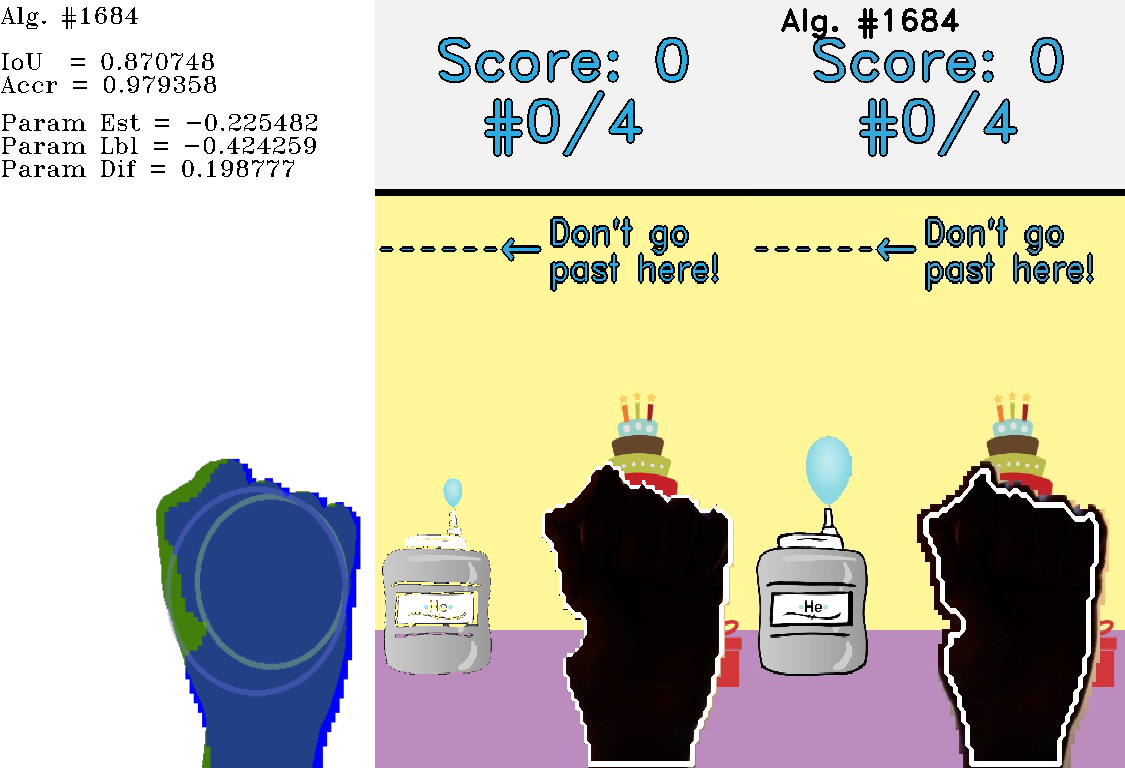 Alg. #1684
IoU = 0.870748
Accr = 0.979358
Param Est = -0.225482
Param Lbl = -0.424259
Param Dif = 0.198777
Score: 0
#0/4
Don't go
past here!
He
Alg. #1684
Score: 0
#0/4
Don't go
past here!
He